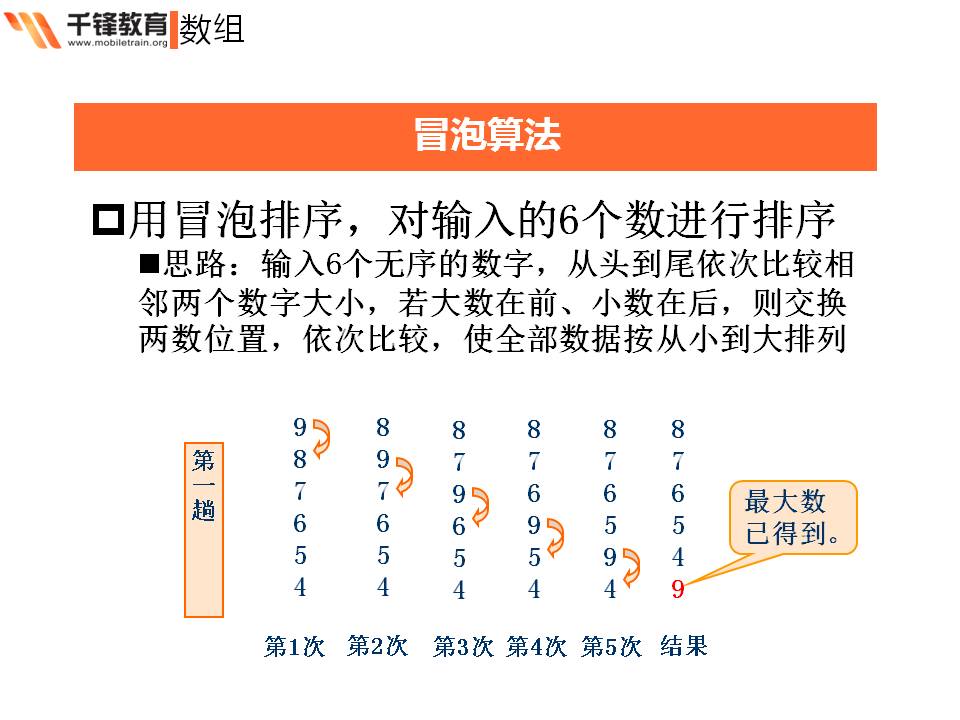 千锋教育 数组
www.mobiletrain.org
冒泡算法
用冒泡排序，对输入的6个数进行排序
思路：输入6个无序的数字，从头到尾依次比较相
邻两个数字大小，若大数在前、小数在后，则交换
两数位置，依次比较，使全部数据按从小到大排列
第一趟
9 8 8 8 8 8
8 9 7 7 7 7
7 7 9 6 6 6
6 6 6 9 5 5
5 5 5 5 9 4
4 4 4 4 4 9
最大数
已得到。
第1次 第2次 第3次 第4次 第5次 结果